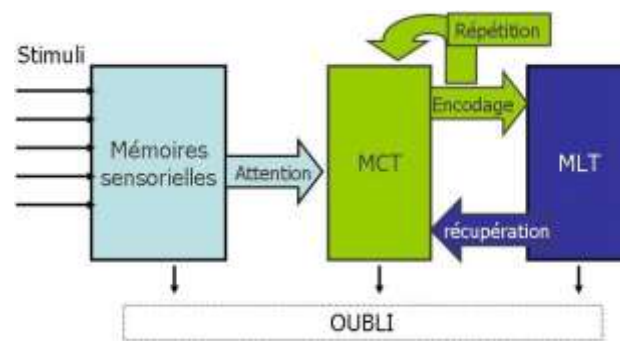 Répétition
Stimuli
Encodage
Mémoires
sensorielles
Attention
MCT
MLT
récupération
OUBLI